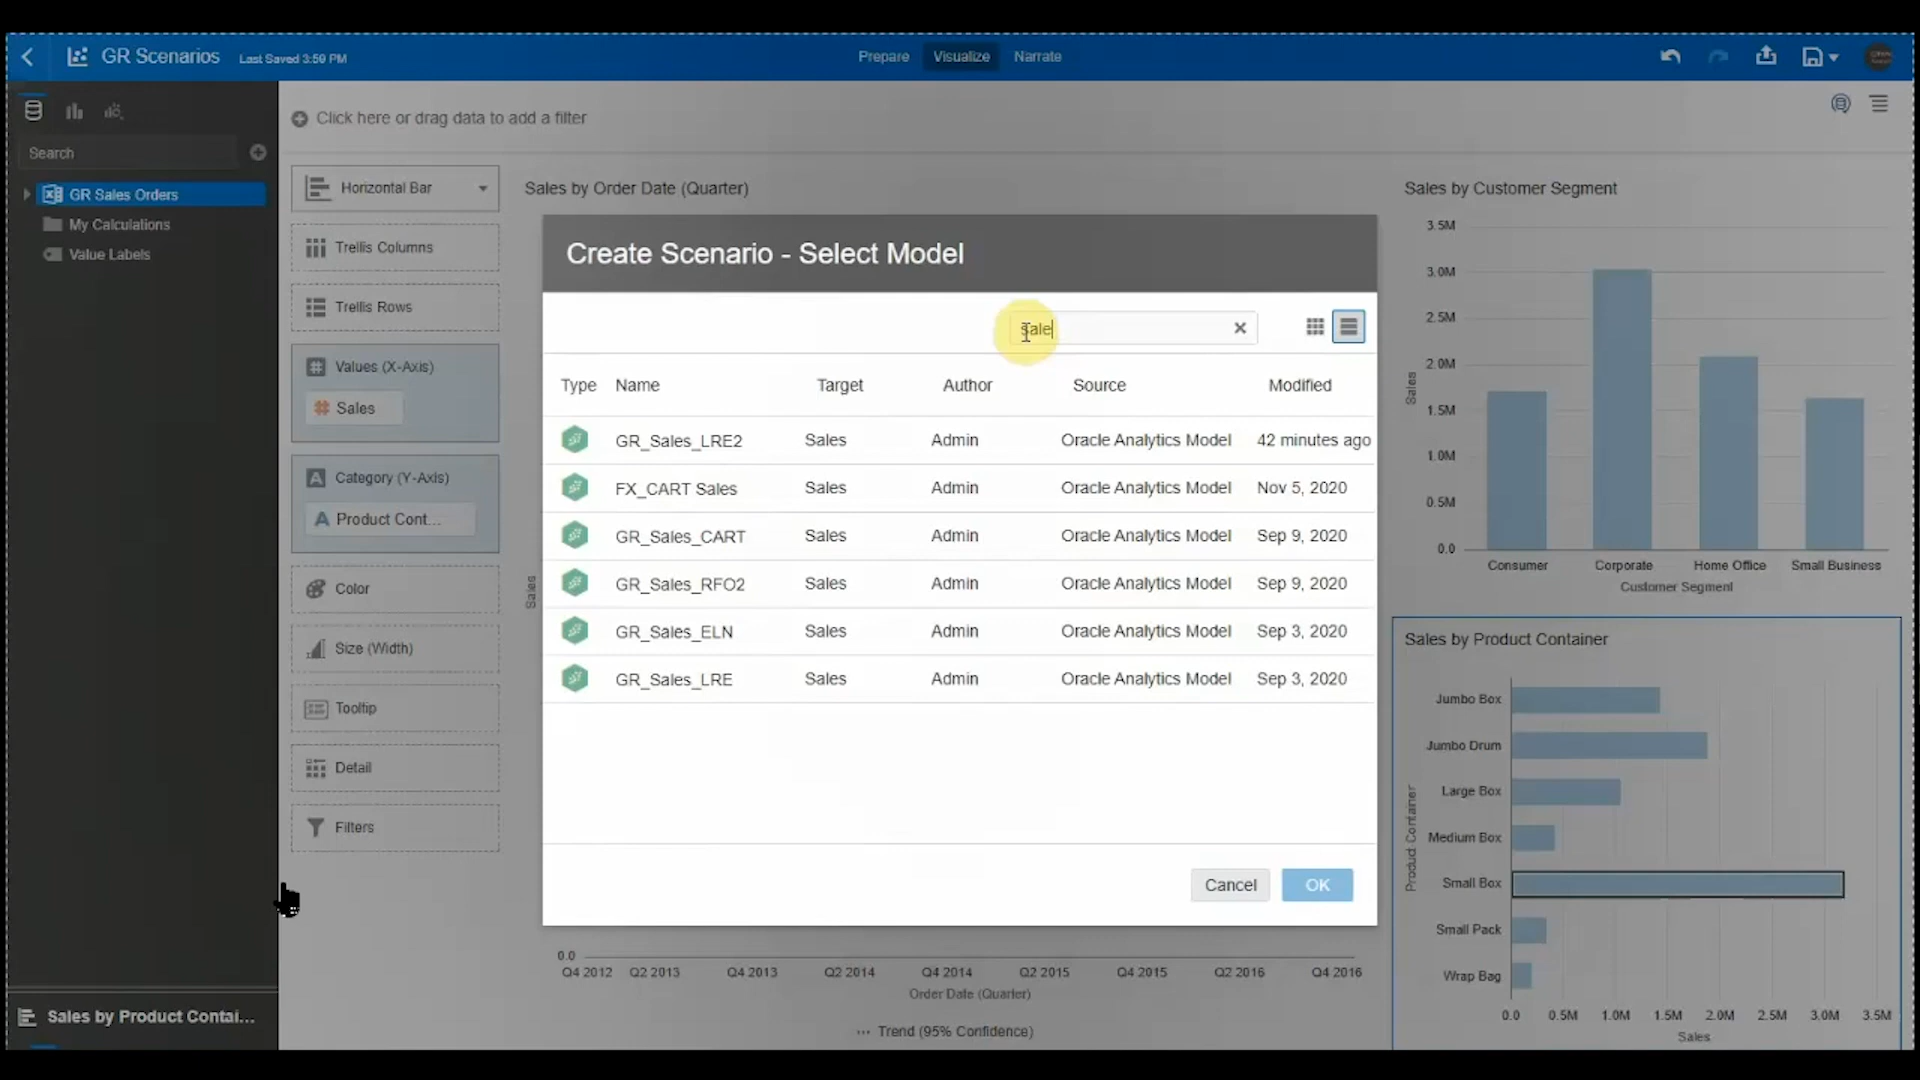 GR Scenarios Last Saved 3:59 PM
Prepare Visualize Narrate
Search
GR Sales Orders
My Calculations
Value Labels
Sales by Product Contai...
Click here or drag data to add a filter
Horizontal Bar
Trellis Columns
Trellis Rows
Values (X-Axis)
Sales
Category (Y-Axis)
A Product Cont...
Color
Size (Width)
Tooltip
Detail
Filters
Sales by Order Date (Quarter)
Sales
0.0
Q4 2012 Q2 2013 Q4 2013 Q2 2014 Q4 2014 Q2 2015 Q4 2015 Q2 2016 Q4 2016
Order Date (Quarter)
Trend (95% Confidence)
Create Scenario - Select Model
sale
Type Name Target Author Source Modified
GR_Sales_LRE2 Sales Admin Oracle Analytics Model 42 minutes ago
FX_CART Sales Sales Admin Oracle Analytics Model Nov 5, 2020
GR_Sales_CART Sales Admin Oracle Analytics Model Sep 9, 2020
GR_Sales_RFO2 Sales Admin Oracle Analytics Model Sep 9, 2020
GR_Sales_ELN Sales Admin Oracle Analytics Model Sep 3, 2020
GR_Sales_LRE Sales Admin Oracle Analytics Model Sep 3, 2020
Cancel OK
Sales by Customer Segment
3.5M
3.0M
2.5M
2.0M
1.5M
1.0M
0.5M
0.0
Sales
Consumer Corporate Home Office Small Business
Customer Segment
Sales by Product Container
Product Container
Jumbo Box
Jumbo Drum
Large Box
Medium Box
Small Box
Small Pack
Wrap Bag
0.0 0.5M 1.0M 1.5M 2.0M 2.5M 3.0M 3.5M
Sales